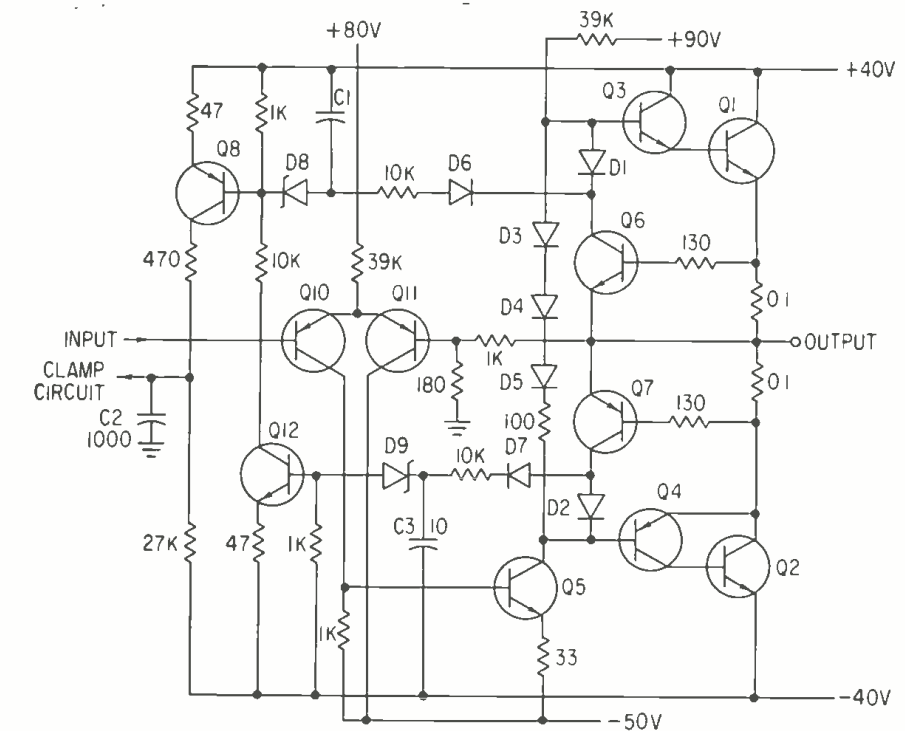 39K
+80V
+90V
+40V
47
1K
C1
Q3
Q1
Q8
D8
10K
D6
D1
D3
Q6
130
470
10K
39K
Q10
Q11
D4
01
INPUT
1K
OUTPUT
CLAMP
CIRCUIT
180
D5
Q7
01
C2
1000
100
130
Q12
D9
10K
D7
Q4
D2
27K
47
1K
C3 10
Q5
Q2
1K
33
-40V
-50V